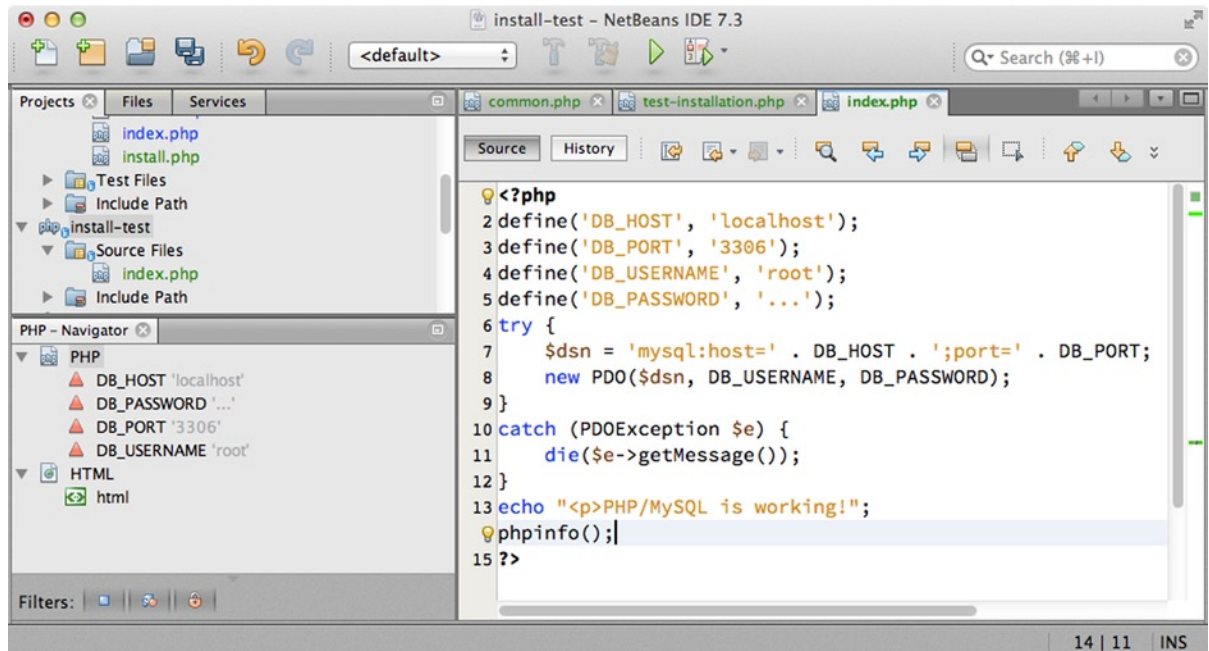 install-test – NetBeans IDE 7.3
<default>
Search (⌘+I)
Projects Files Services
index.php
install.php
Test Files
Include Path
install-test
Source Files
index.php
Include Path
PHP – Navigator
PHP
DB_HOST 'localhost'
DB_PASSWORD '...'
DB_PORT '3306'
DB_USERNAME 'root'
HTML
html
Filters:
common.php test-installation.php index.php
Source History
<?php
2 define('DB_HOST', 'localhost');
3 define('DB_PORT', '3306');
4 define('DB_USERNAME', 'root');
5 define('DB_PASSWORD', '...');
6 try {
7     $dsn = 'mysql:host=' . DB_HOST . ';port=' . DB_PORT;
8     new PDO($dsn, DB_USERNAME, DB_PASSWORD);
9 }
10 catch (PDOException $e) {
11     die($e->getMessage());
12 }
13 echo "<p>PHP/MySQL is working!";
phpinfo();
15 ?>
14 | 11 INS